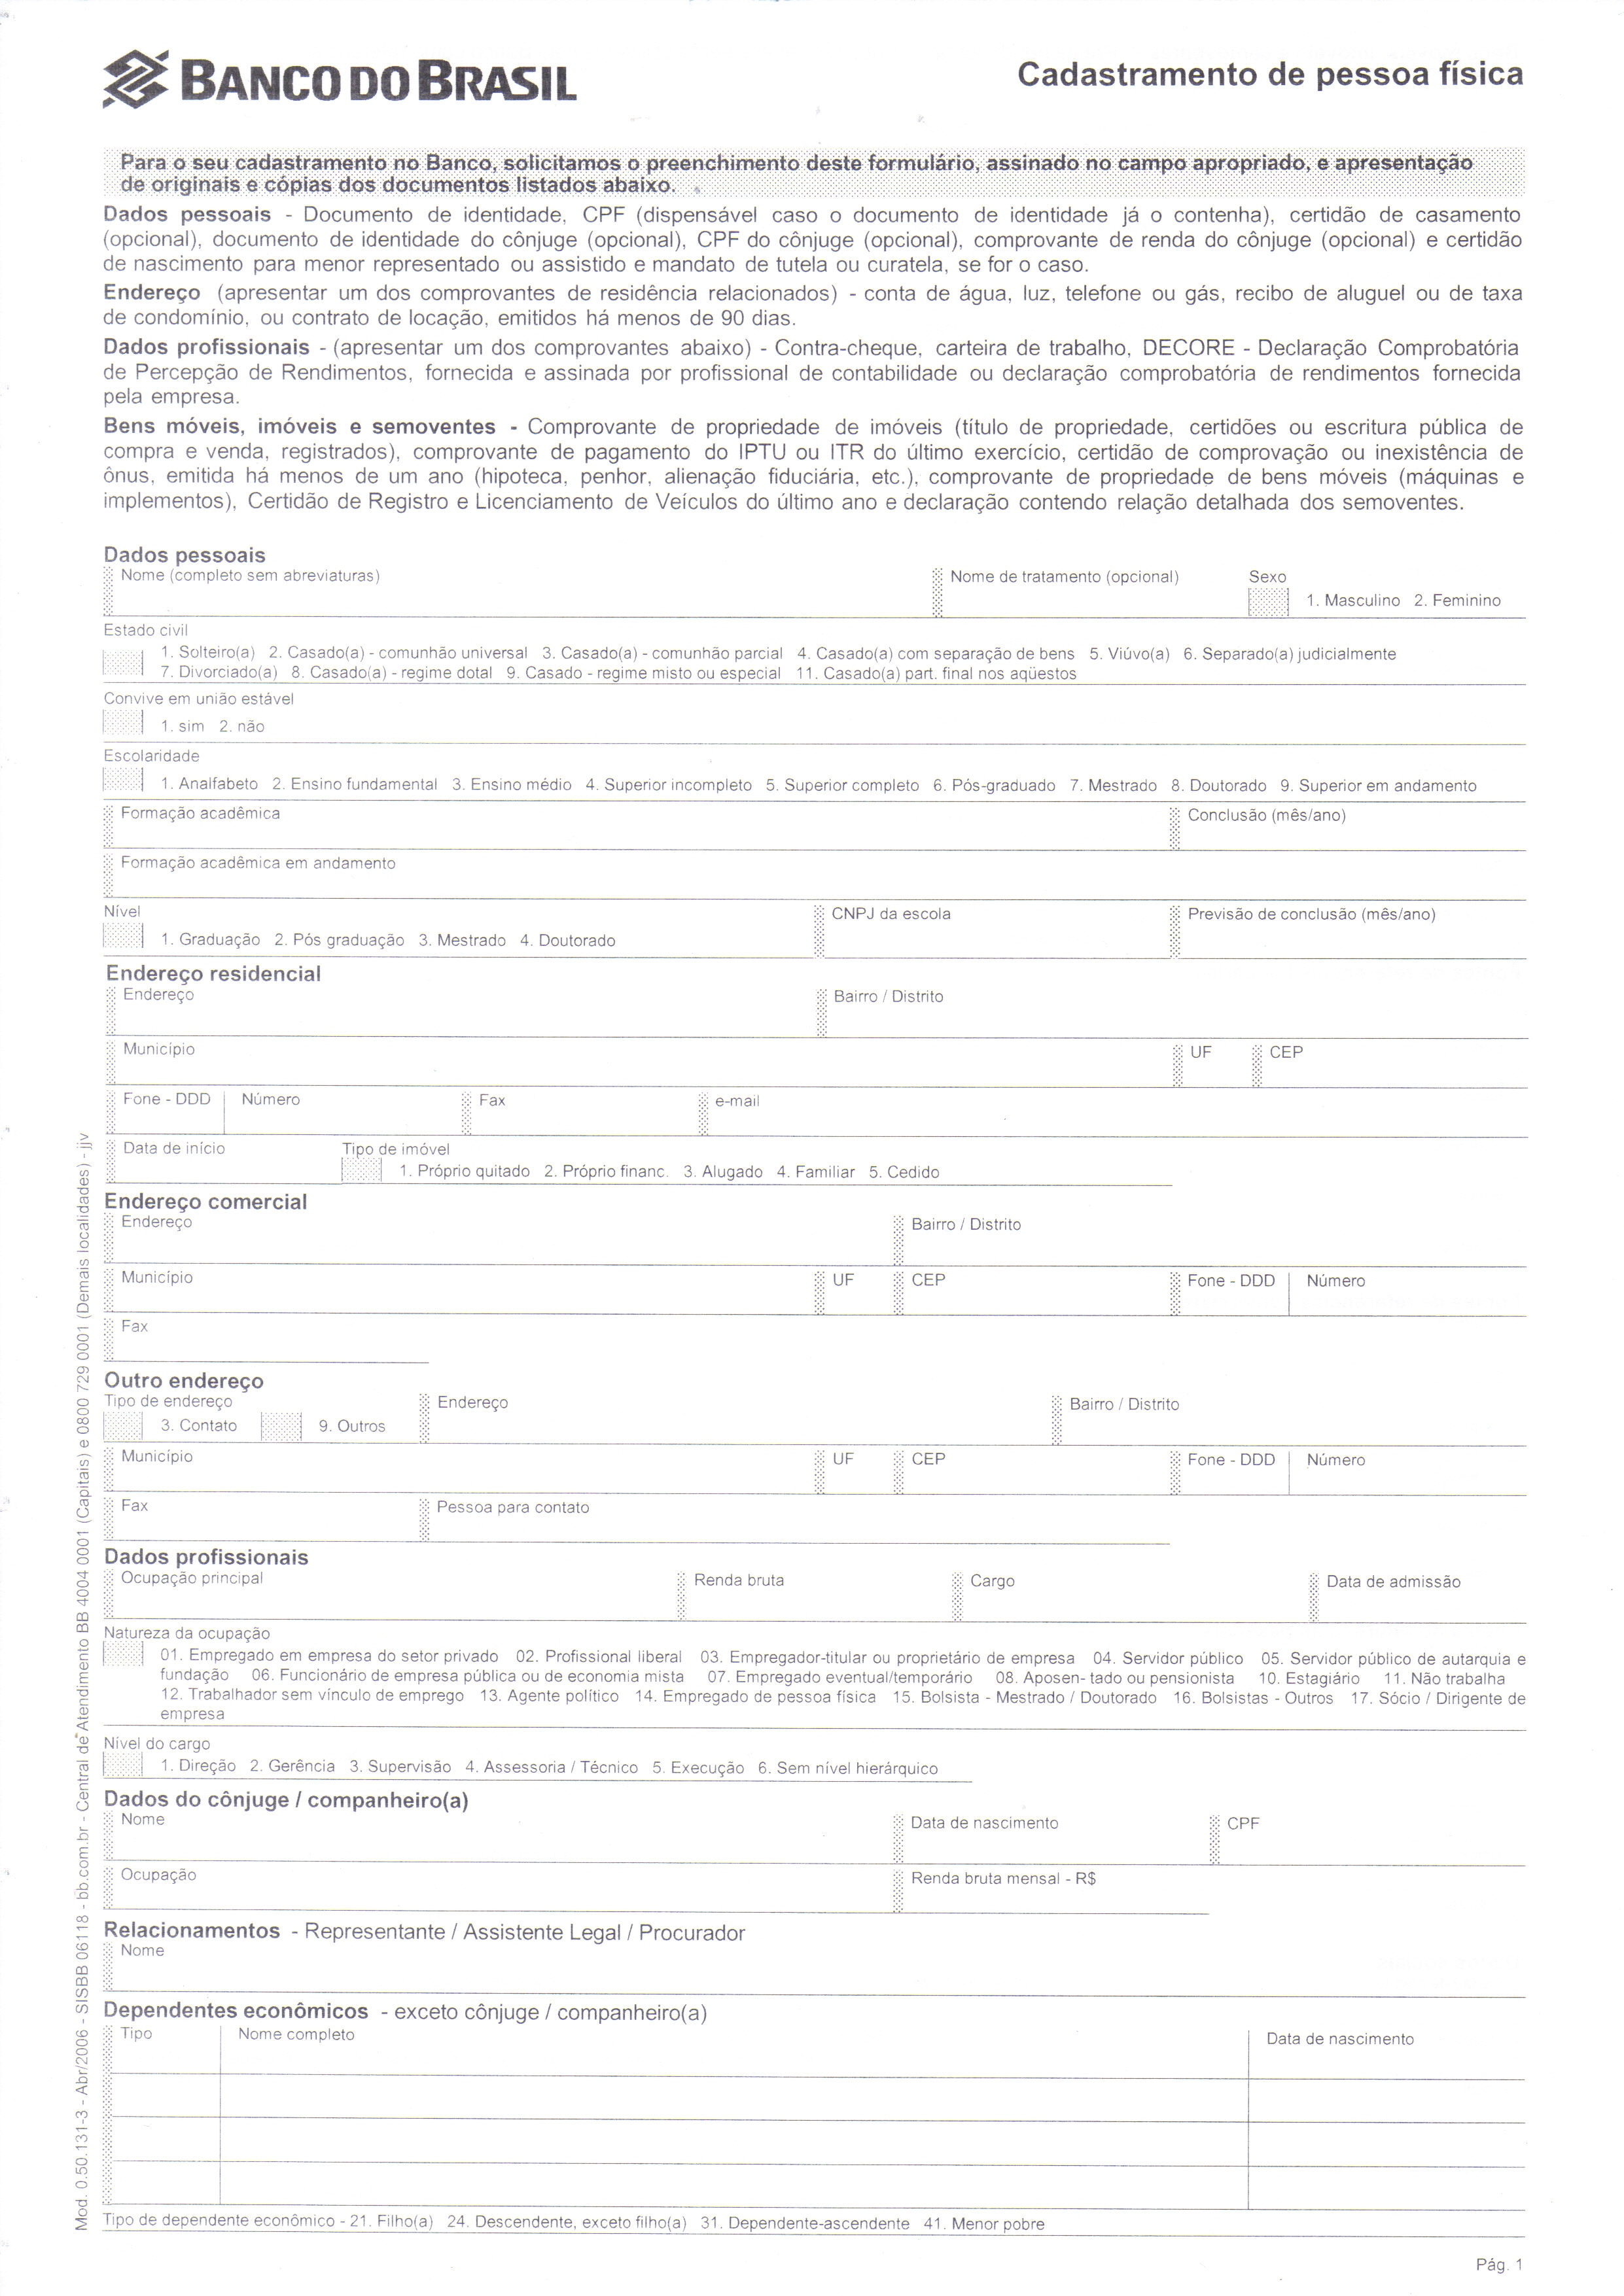 BANCO DO BRASIL
Cadastramento de pessoa física
Para o seu cadastramento no Banco, solicitamos o preenchimento deste formulário, assinado no campo apropriado, e apresentação
de originais e cópias dos documentos listados abaixo.
Dados pessoais - Documento de identidade, CPF (dispensável caso o documento de identidade já o contenha), certidão de casamento
(opcional), documento de identidade do cônjuge (opcional), CPF do cônjuge (opcional), comprovante de renda do cônjuge (opcional) e certidão
de nascimento para menor representado ou assistido e mandato de tutela ou curatela, se for o caso.
Endereço (apresentar um dos comprovantes de residência relacionados) - conta de água, luz, telefone ou gás, recibo de aluguel ou de taxa
de condomínio, ou contrato de locação, emitidos há menos de 90 dias.
Dados profissionais - (apresentar um dos comprovantes abaixo) - Contra-cheque, carteira de trabalho, DECORE - Declaração Comprobatória
de Percepção de Rendimentos, fornecida e assinada por profissional de contabilidade ou declaração comprobatória de rendimentos fornecida
pela empresa.
Bens móveis, imóveis e semoventes - Comprovante de propriedade de imóveis (título de propriedade, certidões ou escritura pública de
compra e venda, registrados), comprovante de pagamento do IPTU ou ITR do último exercício, certidão de comprovação ou inexistência de
ônus, emitida há menos de um ano (hipoteca, penhor, alienação fiduciária, etc.), comprovante de propriedade de bens móveis (máquinas e
implementos), Certidão de Registro e Licenciamento de Veículos do último ano e declaração contendo relação detalhada dos semoventes.
Dados pessoais
Nome (completo sem abreviaturas) Nome de tratamento (opcional) Sexo
1. Masculino 2. Feminino
Estado civil
1. Solteiro(a) 2. Casado(a) - comunhão universal 3. Casado(a) - comunhão parcial 4. Casado(a) com separação de bens 5. Viúvo(a) 6. Separado(a) judicialmente
7. Divorciado(a) 8. Casado(a) - regime dotal 9. Casado - regime misto ou especial 11. Casado(a) part. final nos aqüestos
Convive em união estável
1. sim 2. não
Escolaridade
1. Analfabeto 2. Ensino fundamental 3. Ensino médio 4. Superior incompleto 5. Superior completo 6. Pós-graduado 7. Mestrado 8. Doutorado 9. Superior em andamento
Formação acadêmica Conclusão (mês/ano)
Formação acadêmica em andamento
Nível CNPJ da escola Previsão de conclusão (mês/ano)
1. Graduação 2. Pós graduação 3. Mestrado 4. Doutorado
Endereço residencial
Endereço Bairro / Distrito
Município UF CEP
Fone - DDD Número Fax e-mail
Data de início Tipo de imóvel
1. Próprio quitado 2. Próprio financ. 3. Alugado 4. Familiar 5. Cedido
Endereço comercial
Endereço Bairro / Distrito
Município UF CEP Fone - DDD Número
Fax
Outro endereço
Tipo de endereço Endereço Bairro / Distrito
3. Contato 9. Outros
Município UF CEP Fone - DDD Número
Fax Pessoa para contato
Dados profissionais
Ocupação principal Renda bruta Cargo Data de admissão
Natureza da ocupação
01. Empregado em empresa do setor privado 02. Profissional liberal 03. Empregador-titular ou proprietário de empresa 04. Servidor público 05. Servidor público de autarquia e
fundação 06. Funcionário de empresa pública ou de economia mista 07. Empregado eventual/temporário 08. Aposen- tado ou pensionista 10. Estagiário 11. Não trabalha
12. Trabalhador sem vínculo de emprego 13. Agente político 14. Empregado de pessoa física 15. Bolsista - Mestrado / Doutorado 16. Bolsistas - Outros 17. Sócio / Dirigente de
empresa
Nível do cargo
1. Direção 2. Gerência 3. Supervisão 4. Assessoria / Técnico 5. Execução 6. Sem nível hierárquico
Dados do cônjuge / companheiro(a)
Nome Data de nascimento CPF
Ocupação Renda bruta mensal - R$
Relacionamentos - Representante / Assistente Legal / Procurador
Nome
Dependentes econômicos - exceto cônjuge / companheiro(a)
Tipo Nome completo Data de nascimento
Tipo de dependente econômico - 21. Filho(a) 24. Descendente, exceto filho(a) 31. Dependente-ascendente 41. Menor pobre
Pág. 1
Mod. 0.50.131-3 - Abr/2006 - SISBB 06118 - bb.com.br - Central de Atendimento BB 4004 0001 (Capitais) e 0800 729 0001 (Demais localidades) - jjv